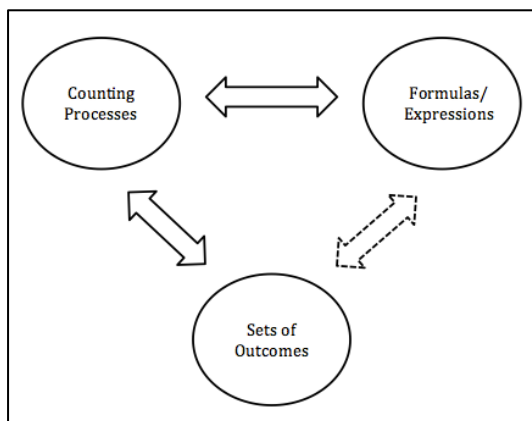 Counting
Processes
Formulas/
Expressions
Sets of
Outcomes